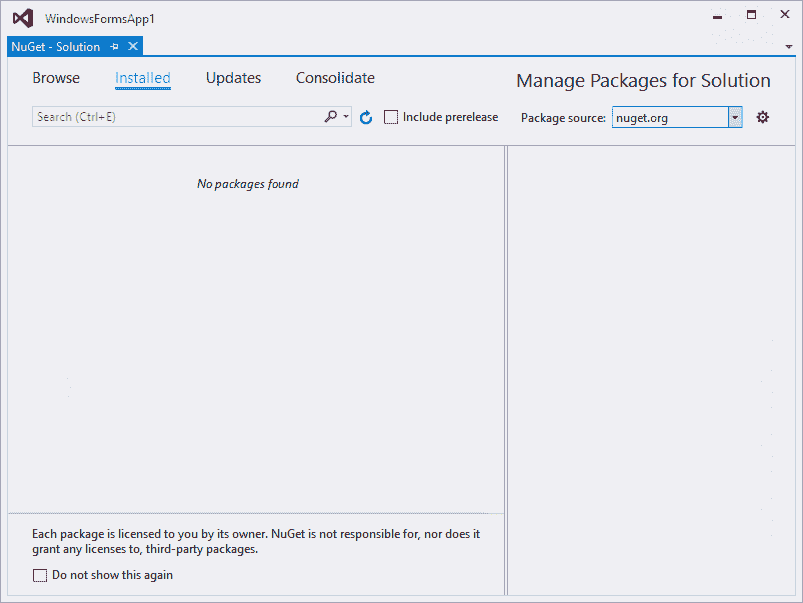 WindowsFormsApp1
NuGet - Solution
Browse Installed Updates Consolidate
Manage Packages for Solution
Search (Ctrl+E) Include prerelease Package source: nuget.org
No packages found
Each package is licensed to you by its owner. NuGet is not responsible for, nor does it
grant any licenses to, third-party packages.
Do not show this again